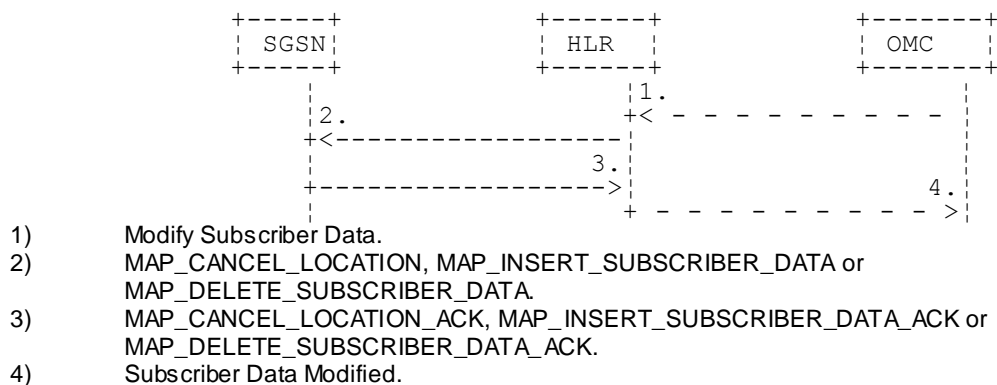 SGSN HLR OMC
1.
2.
3.
4.
1) Modify Subscriber Data.
2) MAP_CANCEL_LOCATION, MAP_INSERT_SUBSCRIBER_DATA or
MAP_DELETE_SUBSCRIBER_DATA.
3) MAP_CANCEL_LOCATION_ACK, MAP_INSERT_SUBSCRIBER_DATA_ACK or
MAP_DELETE_SUBSCRIBER_DATA_ACK.
4) Subscriber Data Modified.